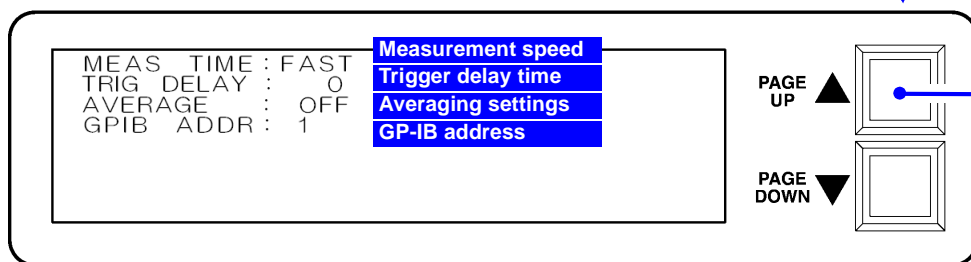 MEAS TIME: FAST Measurement speed
TRIG DELAY : 0 Trigger delay time
AVERAGE : OFF Averaging settings
GPIB ADDR: 1 GP-IB address
PAGE UP
PAGE DOWN